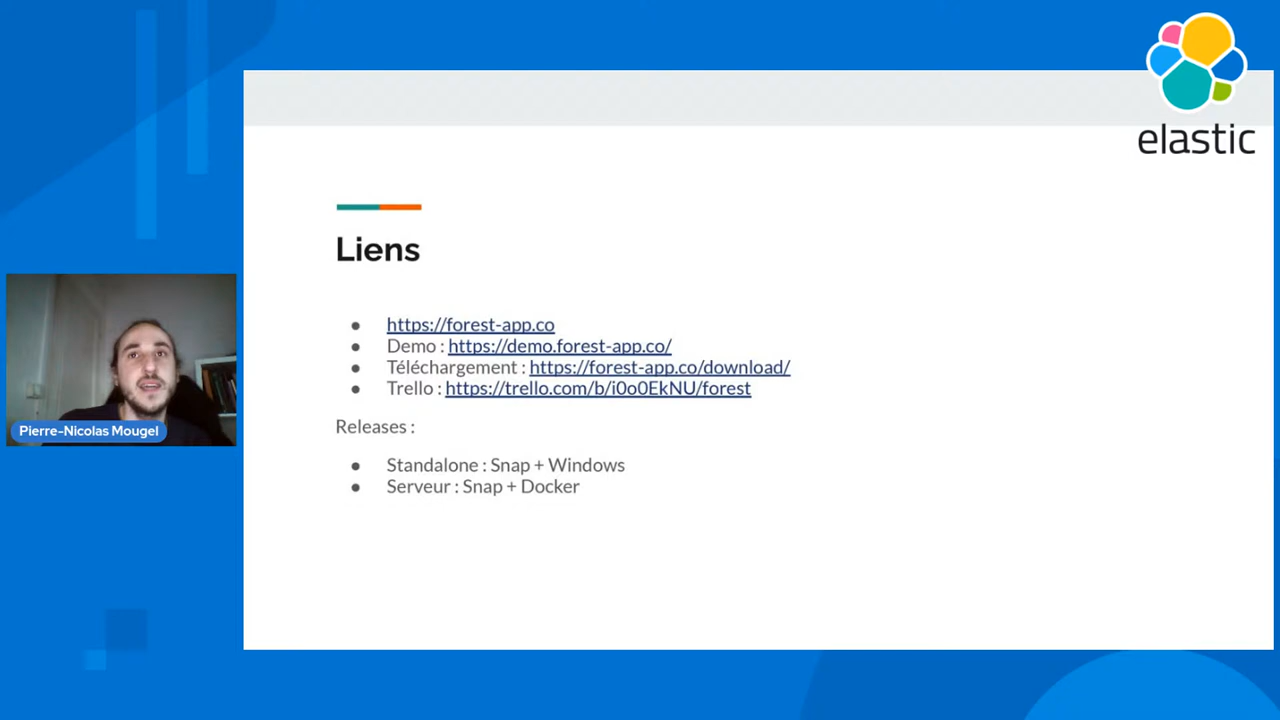 elastic
Liens
https://forest-app.co
Demo : https://demo.forest-app.co/
Téléchargement : https://forest-app.co/download/
Trello : https://trello.com/b/i0o0EkNU/forest
Releases :
Standalone : Snap + Windows
Serveur : Snap + Docker
Pierre-Nicolas Mougel